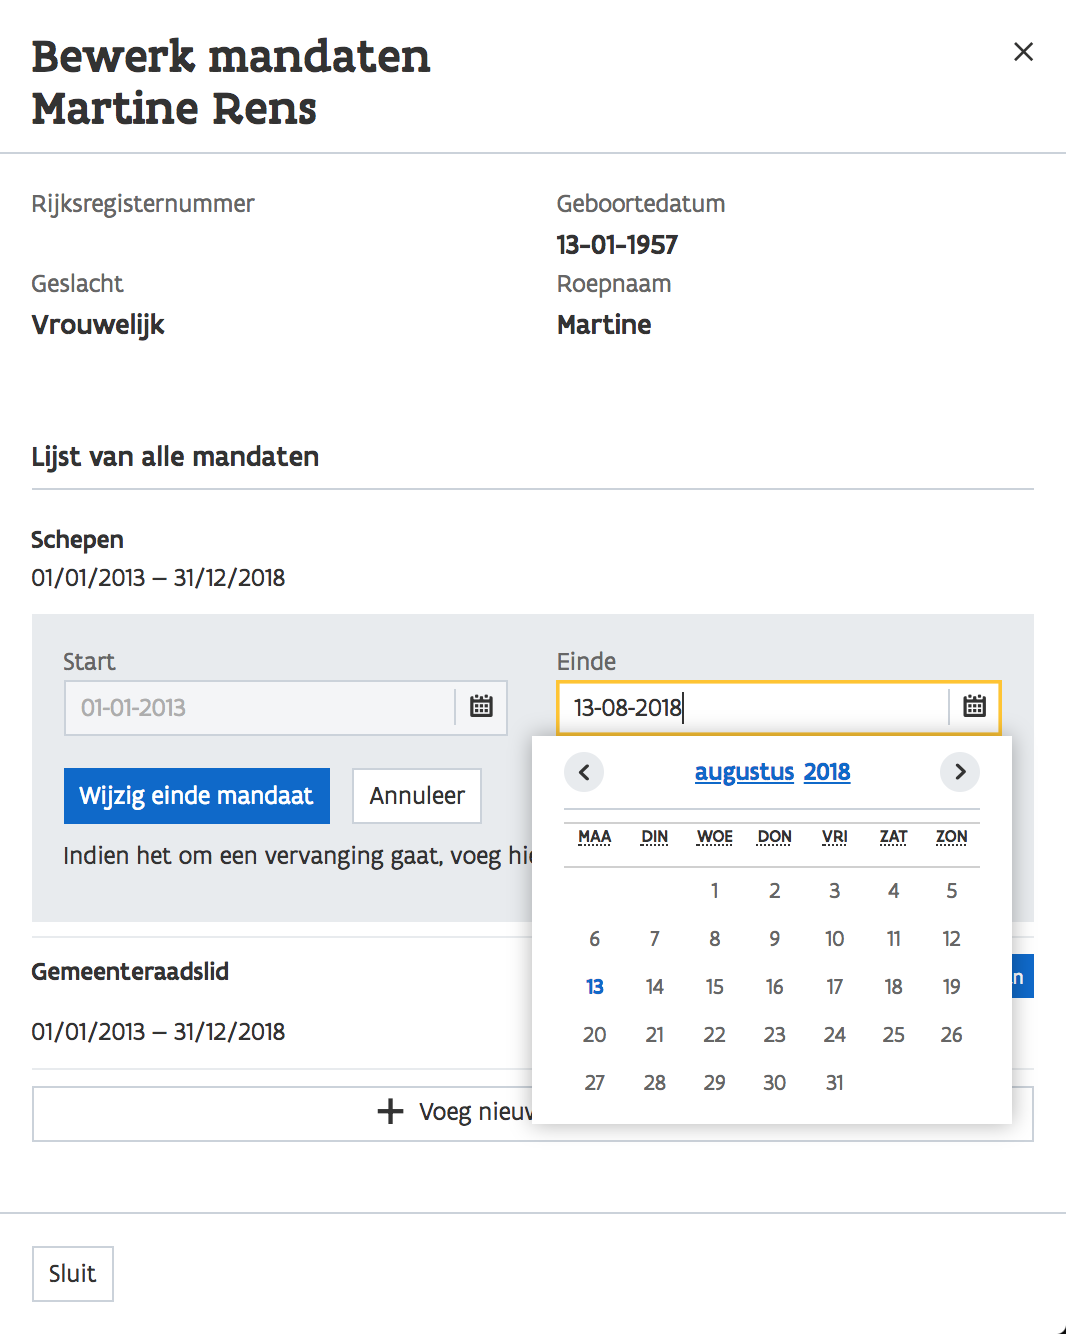 Bewerk mandaten
Martine Rens
Rijksregisternummer
Geboortedatum
13-01-1957
Geslacht
Vrouwelijk
Roepnaam
Martine
Lijst van alle mandaten
Schepen
01/01/2013 – 31/12/2018
Start
Einde
01-01-2013
13-08-2018
Wijzig einde mandaat
Annuleer
Indien het om een vervanging gaat, voeg
augustus 2018
MAA DIN WOE DON VRI ZAT ZON
1 2 3 4 5
6 7 8 9 10 11 12
13 14 15 16 17 18 19
20 21 22 23 24 25 26
27 28 29 30 31
Gemeenteraadslid
01/01/2013 – 31/12/2018
Voeg
Sluit